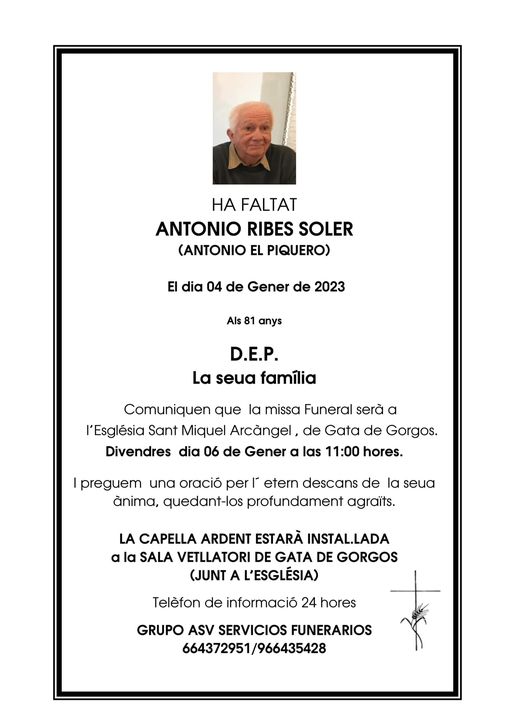 HA FALTAT
ANTONIO RIBES SOLER
(ANTONIO EL PIQUERO)
El dia 04 de Gener de 2023
Als 81 anys
D.E.P.
La seua família
Comuniquen que la missa Funeral serà a
l'Església Sant Miquel Arcàngel , de Gata de Gorgos.
Divendres dia 06 de Gener a las 11:00 hores.
I preguem una oració per l´ etern descans de la seua
ànima, quedant-los profundament agraïts.
LA CAPELLA ARDENT ESTARÀ INSTAL.LADA
a la SALA VETLLATORI DE GATA DE GORGOS
(JUNT A L'ESGLÉSIA)
Telèfon de informació 24 hores
GRUPO ASV SERVICIOS FUNERARIOS
664372951/966435428